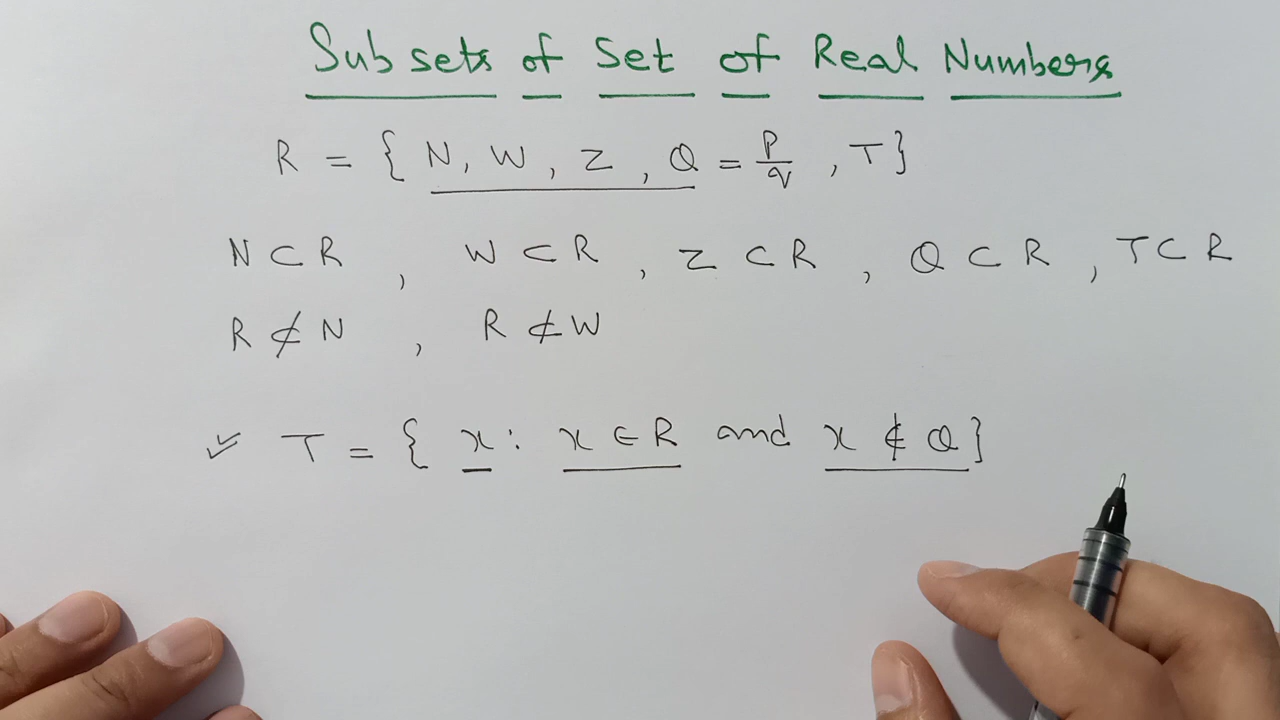 Subsets of Set of Real Numbers
R = { N, W, Z, Q = p/q , T}
N ⊂ R , W ⊂ R , Z ⊂ R , Q ⊂ R , T ⊂ R
R ⊄ N , R ⊄ W
✓ T = { x : x ∈ R and x ∉ Q}